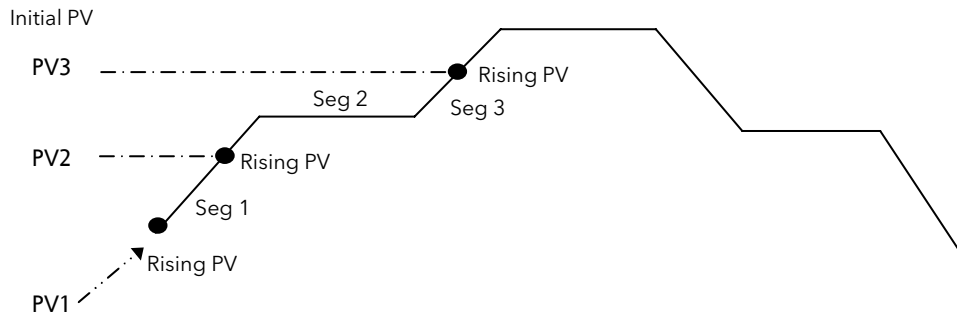 Initial PV
PV3
Rising PV
Seg 2
Seg 3
PV2
Rising PV
Seg 1
Rising PV
PV1